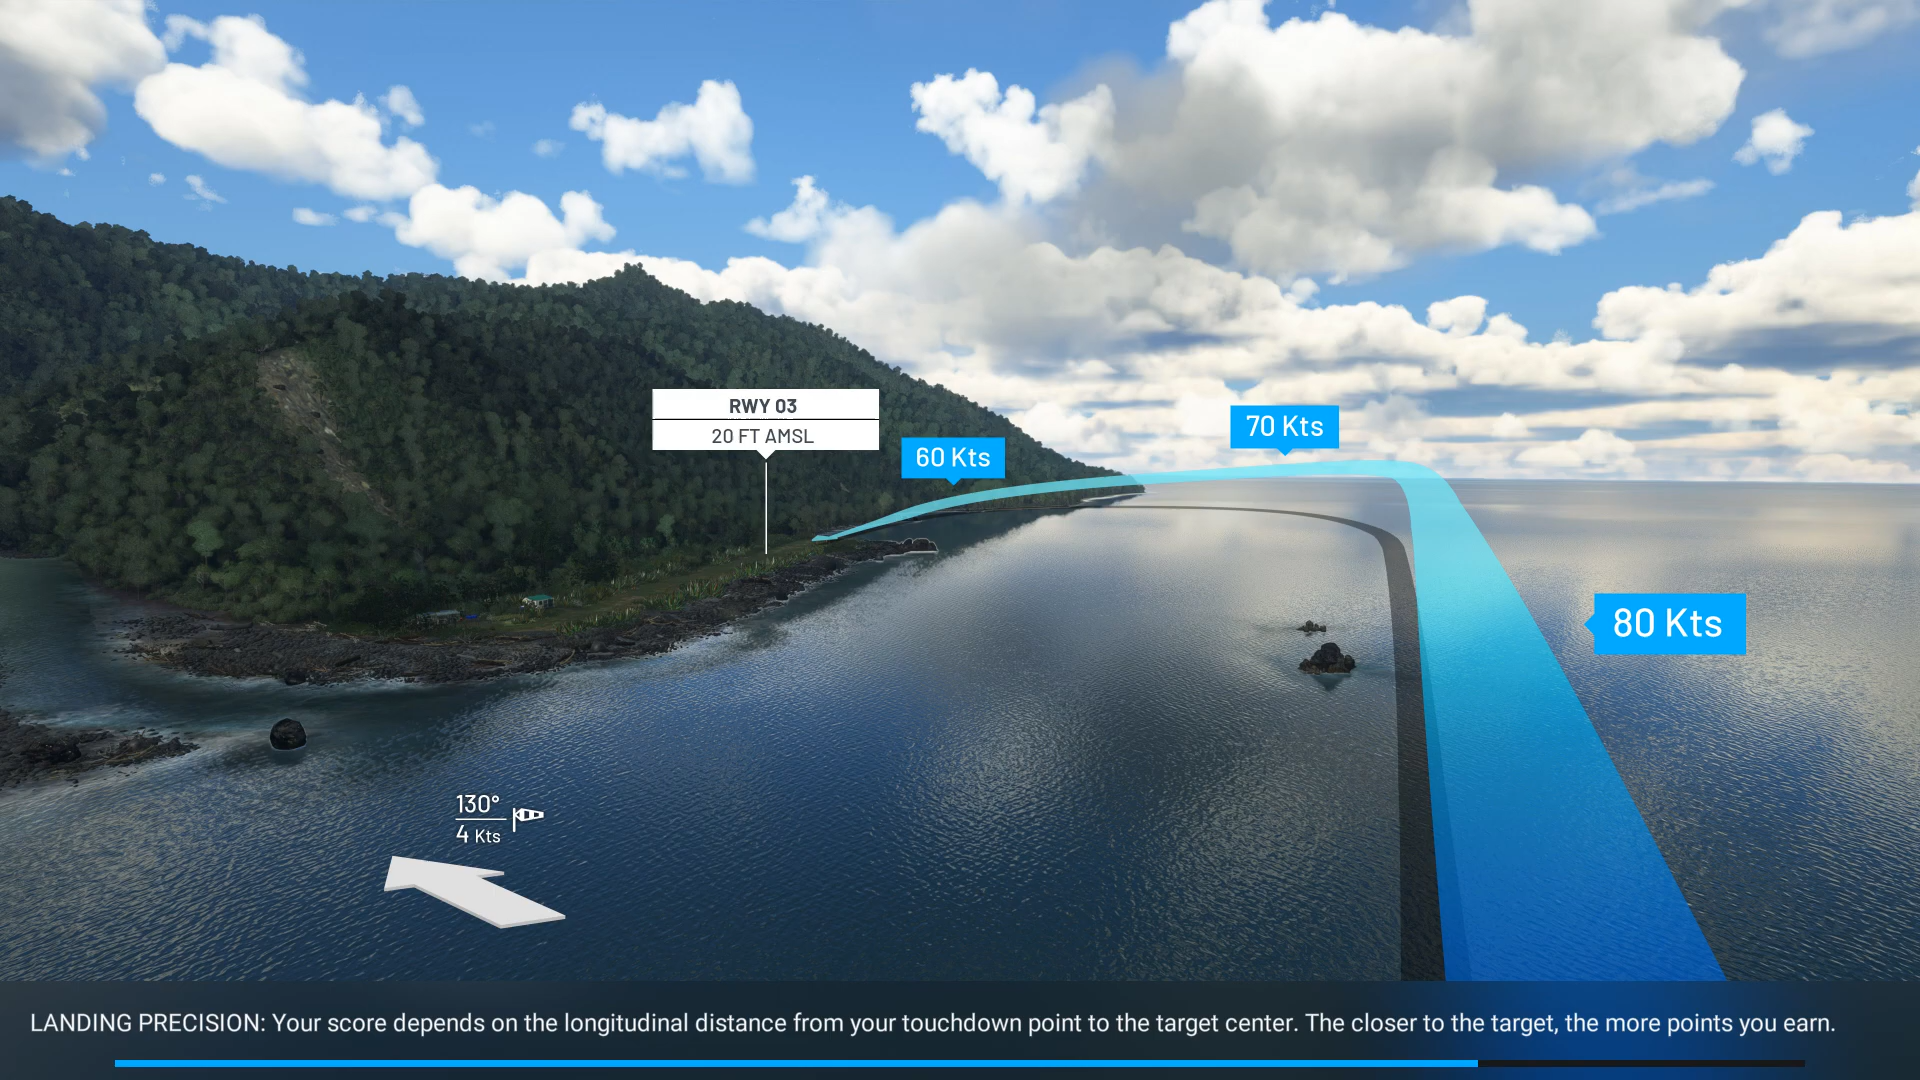 RWY 03
20 FT AMSL
60 Kts
70 Kts
80 Kts
130°
4 Kts
LANDING PRECISION: Your score depends on the longitudinal distance from your touchdown point to the target center. The closer to the target, the more points you earn.